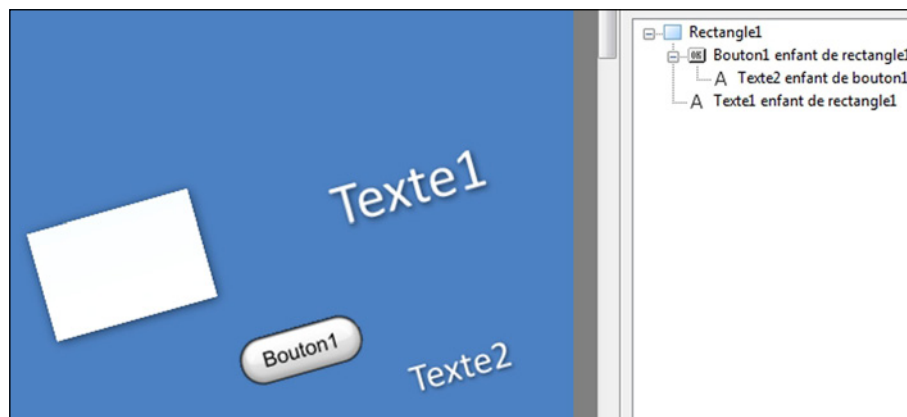 Texte1
Bouton1
Texte2
Rectangle1
Bouton1 enfant de rectangle1
Texte2 enfant de bouton1
Texte1 enfant de rectangle1